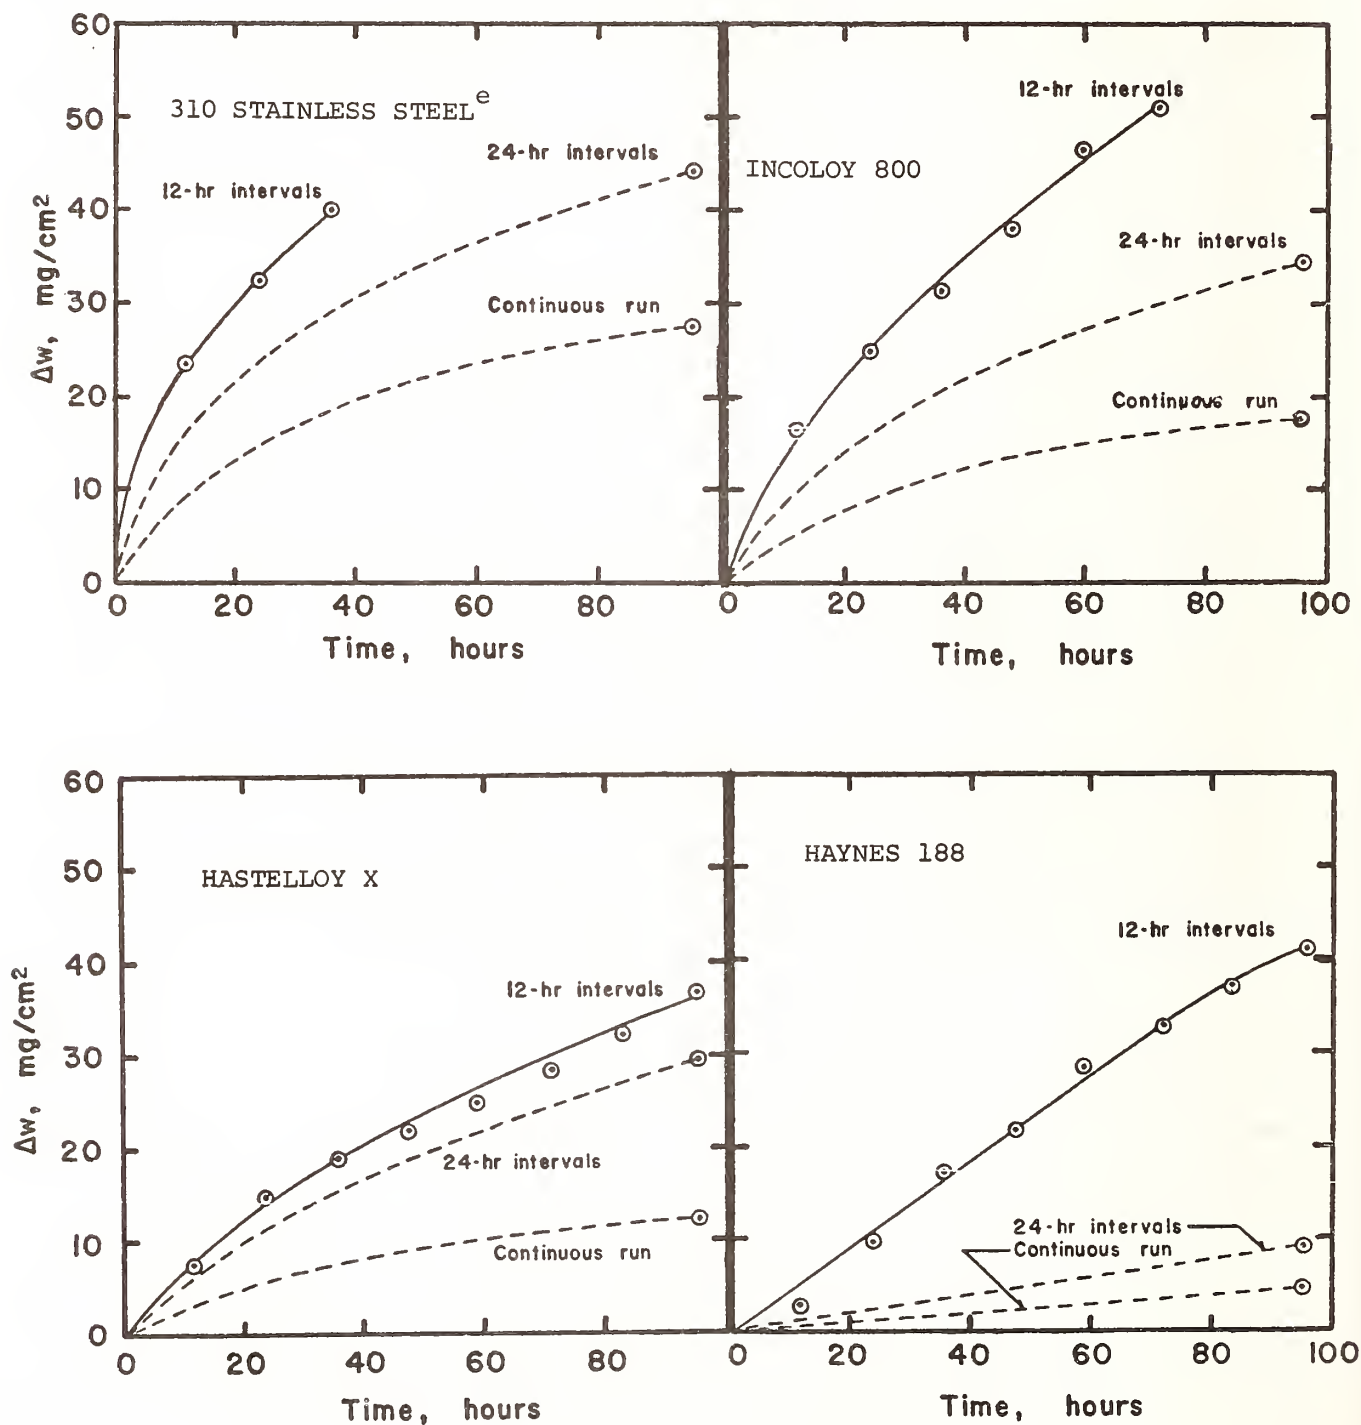 60
50
40
30
20
10
0
Δw, mg/cm²
310 STAINLESS STEELᵉ
12-hr intervals
24-hr intervals
Continuous run
0 20 40 60 80
Time, hours
INCOLOY 800
12-hr intervals
24-hr intervals
Continuous run
0 20 40 60 80 100
Time, hours
60
50
40
30
20
10
0
Δw, mg/cm²
HASTELLOY X
12-hr intervals
24-hr intervals
Continuous run
0 20 40 60 80
Time, hours
HAYNES 188
12-hr intervals
24-hr intervals
Continuous run
0 20 40 60 80 100
Time, hours